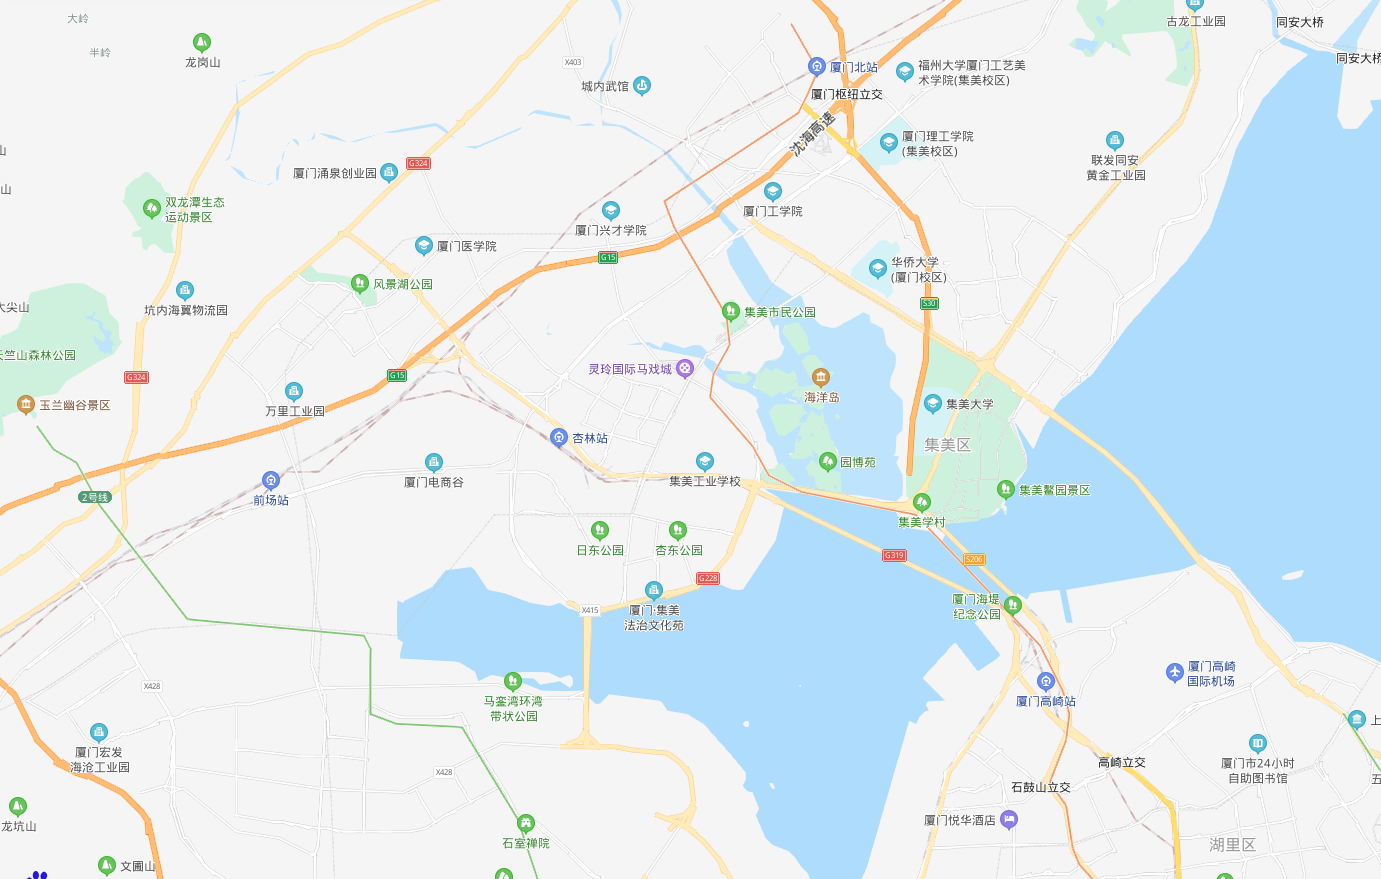 大岭
半岭
龙岗山
X403
城内武馆
厦门北站
福州大学厦门工艺美
术学院(集美校区)
古龙工业园
同安大桥
同安大桥
厦门枢纽立交
沈海高速
厦门理工学院
(集美校区)
联发同安
黄金工业园
山
山
厦门涌泉创业园
G324
双龙潭生态
运动景区
厦门兴才学院
厦门工学院
厦门医学院
G15
华侨大学
(厦门校区)
风景湖公园
坑内海翼物流园
大尖山
S30
集美市民公园
天竺山森林公园
灵玲国际马戏城
海洋岛
G324
G15
玉兰幽谷景区
万里工业园
集美大学
集美区
杏林站
园博苑
厦门电商谷
集美工业学校
前场站
2号线
集美鳌园景区
集美学村
日东公园
杏东公园
G319
S206
G228
厦门·集美
法治文化苑
X415
厦门海堤
纪念公园
厦门高崎
国际机场
X428
马銮湾环湾
带状公园
厦门高崎站
上
厦门宏发
海沧工业园
X428
高崎立交
厦门市24小时
自助图书馆
五
石鼓山立交
龙坑山
石室禅院
厦门悦华酒店
湖里区
文圃山